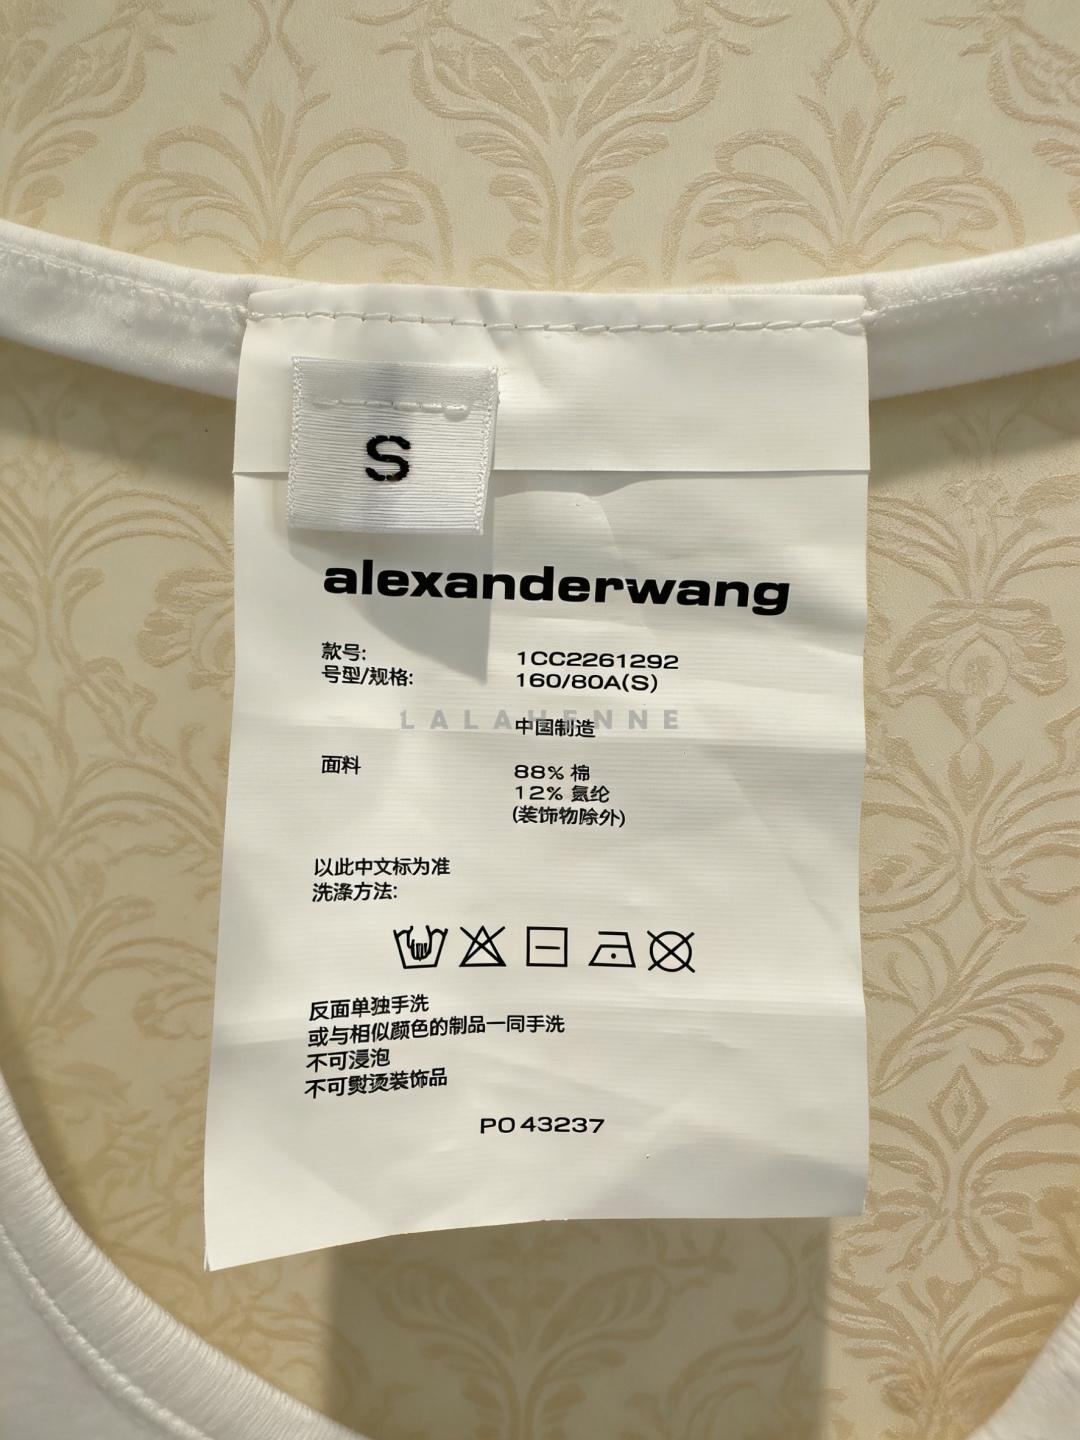 S
alexanderwang
款号: 1CC2261292
号型/规格: 160/80A(S)
LALAHENNE
中国制造
面料 88% 棉
12% 氨纶
(装饰物除外)
以此中文标为准
洗涤方法:
反面单独手洗
或与相似颜色的制品一同手洗
不可浸泡
不可熨烫装饰品
PO 43237